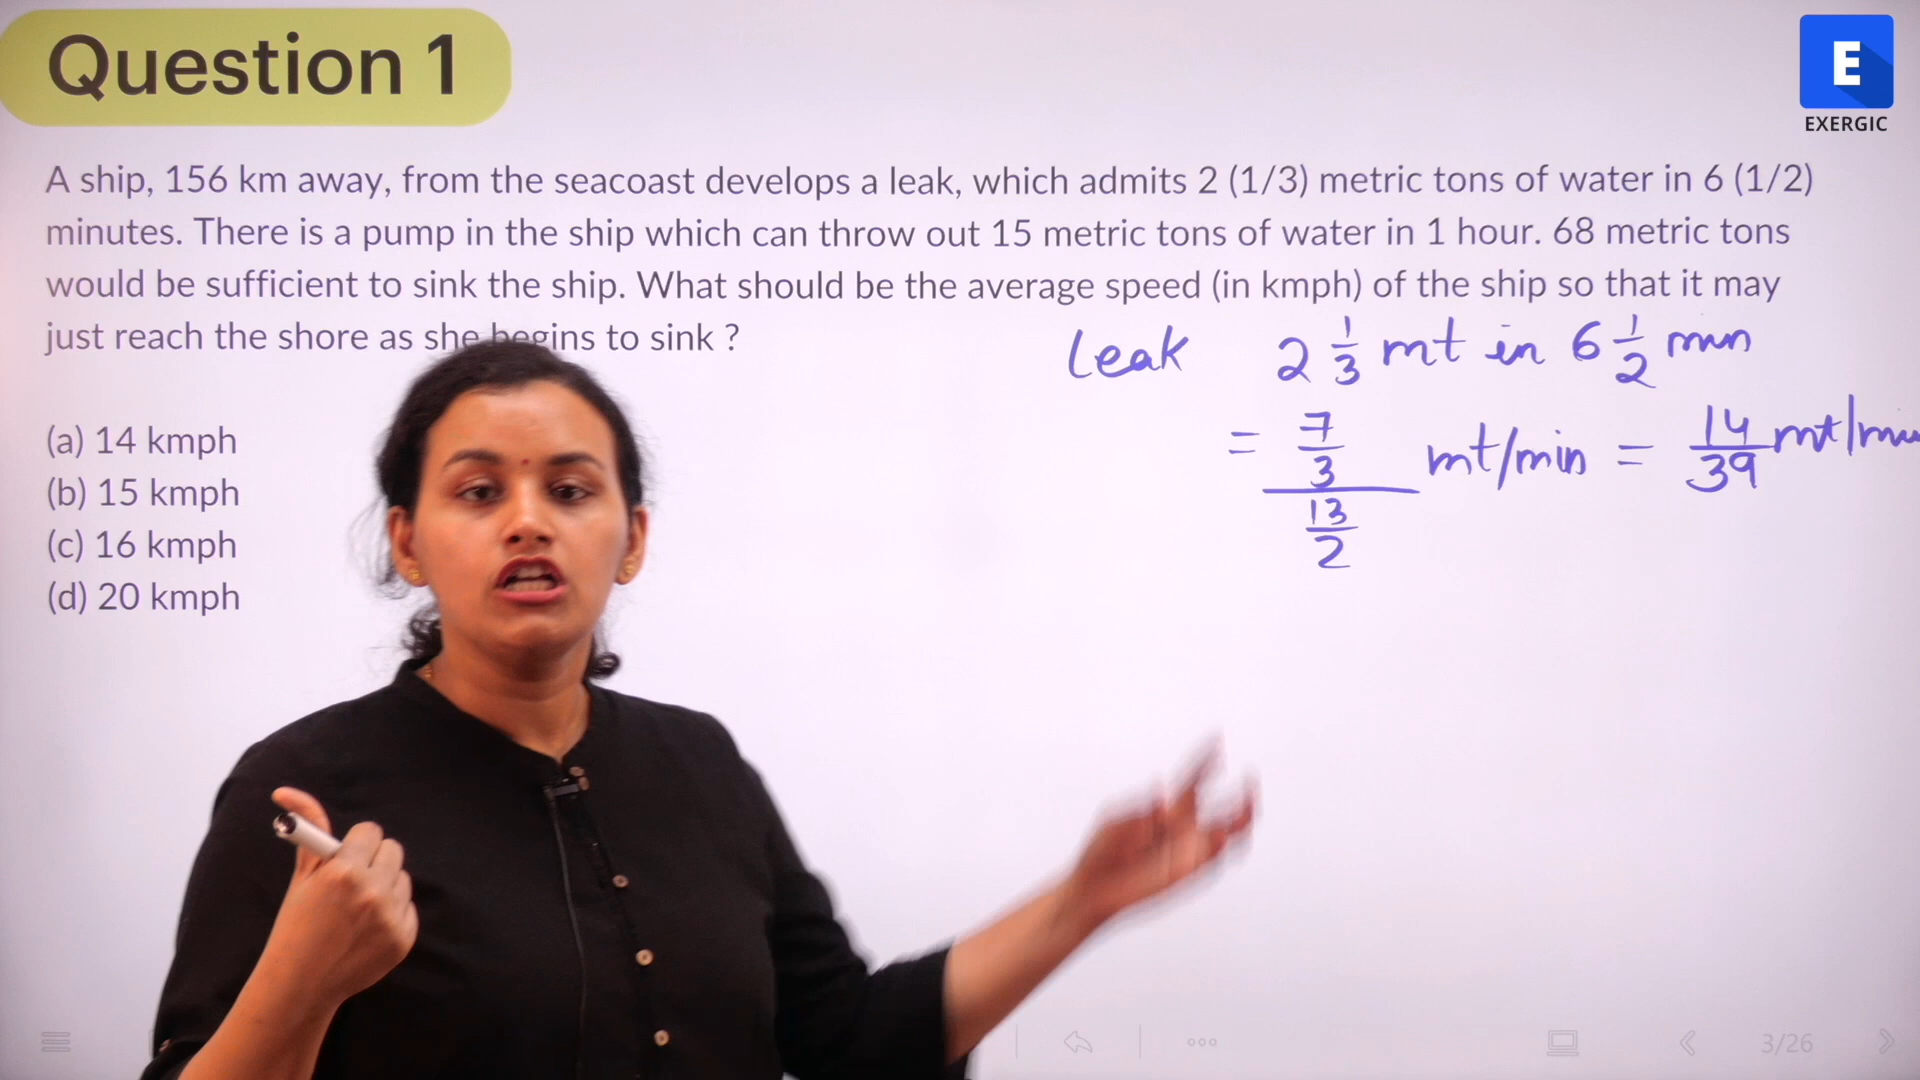 Question 1
E
EXERGIC
A ship, 156 km away, from the seacoast develops a leak, which admits 2 (1/3) metric tons of water in 6 (1/2)
minutes. There is a pump in the ship which can throw out 15 metric tons of water in 1 hour. 68 metric tons
would be sufficient to sink the ship. What should be the average speed (in kmph) of the ship so that it may
just reach the shore as she begins to sink ?
(a) 14 kmph
(b) 15 kmph
(c) 16 kmph
(d) 20 kmph
Leak 2 1/3 mt in 6 1/2 min
= 7/3 / 13/2 mt/min = 14/39 mt/min
3/26